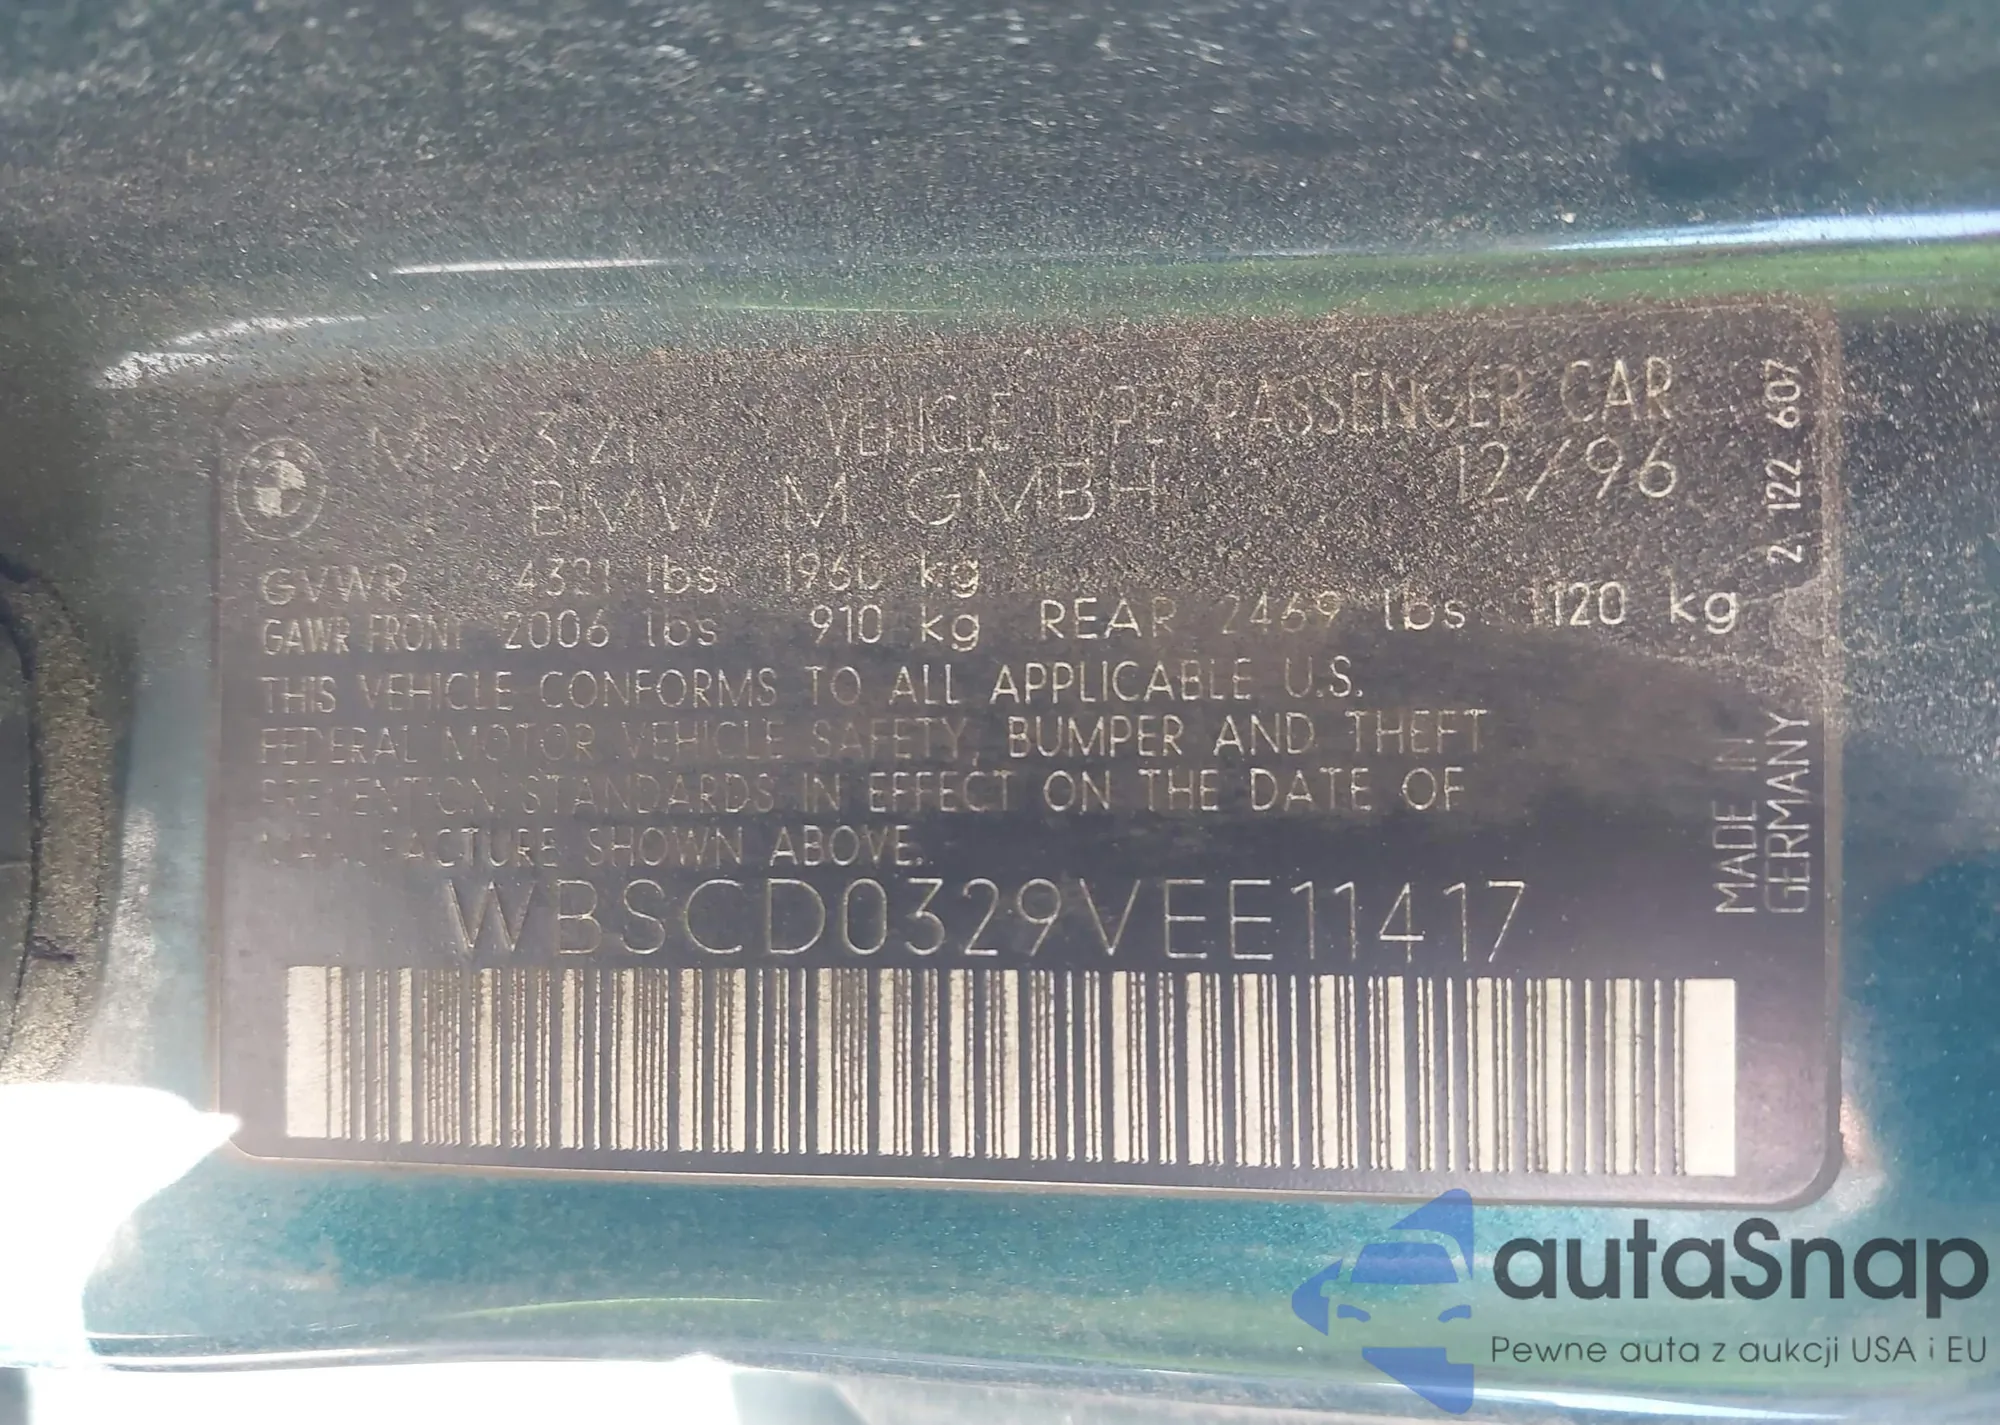 3.2l VEHICLE TYPE PASSENGER CAR
BMW M GMBH 12/96
GVWR 4321 lbs 1960 kg
GAWR FRONT 2006 lbs 910 kg REAR 2469 lbs 1120 kg
THIS VEHICLE CONFORMS TO ALL APPLICABLE U.S.
FEDERAL MOTOR VEHICLE SAFETY, BUMPER AND THEFT
PREVENTION STANDARDS IN EFFECT ON THE DATE OF
MANUFACTURE SHOWN ABOVE.
WBSCD0329VEE11417
2 122 607
MADE IN
GERMANY
autaSnap
Pewne auta z aukcji USA i EU